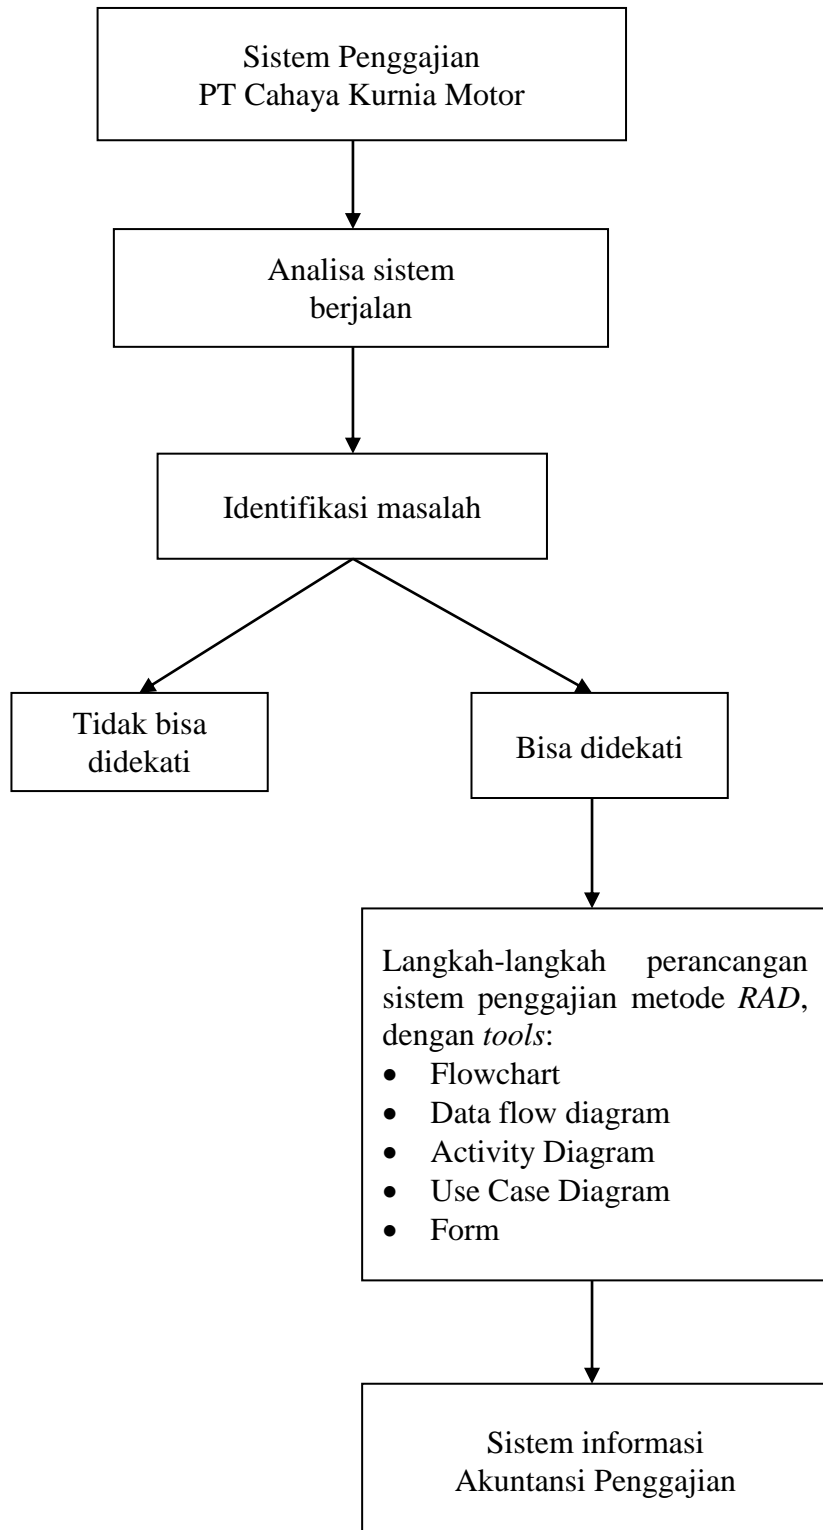 Sistem Penggajian
PT Cahaya Kurnia Motor
Analisa sistem
berjalan
Identifikasi masalah
Tidak bisa
didekati
Bisa didekati
Langkah-langkah perancangan
sistem penggajian metode RAD,
dengan tools:
• Flowchart
• Data flow diagram
• Activity Diagram
• Use Case Diagram
• Form
Sistem informasi
Akuntansi Penggajian